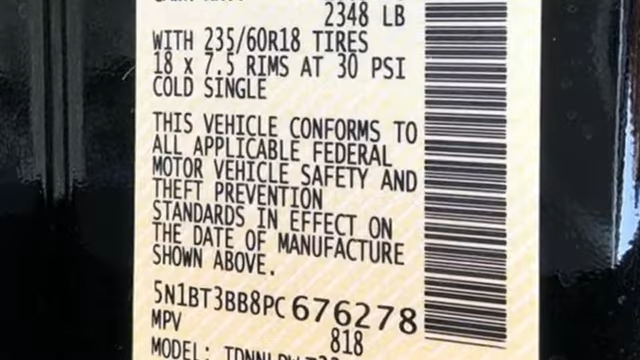 2348 LB
WITH 235/60R18 TIRES
18 x 7.5 RIMS AT 30 PSI
COLD SINGLE
THIS VEHICLE CONFORMS TO
ALL APPLICABLE FEDERAL
MOTOR VEHICLE SAFETY AND
THEFT PREVENTION
STANDARDS IN EFFECT ON
THE DATE OF MANUFACTURE
SHOWN ABOVE.
5N1BT3BB8PC676278
MPV 818
MODEL: